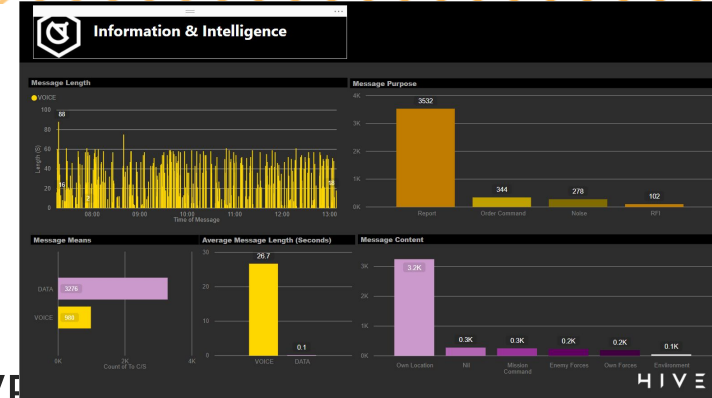 Information & Intelligence
Message Length
VOICE
100
88
80
60
40
20
0
Length (S)
08:00 09:00 10:00 11:00 12:00 13:00
Time of Message
Message Purpose
4K
3K
2K
1K
0K
3532
344
278
102
Report Order Command Noise RFI
Message Means
DATA 3276
VOICE
0K 2K 4K
Count of To C/S
Average Message Length (Seconds)
30
20
10
0
26.7
0.1
VOICE DATA
Message Content
3K
2K
1K
0K
3.2K
0.3K
0.3K
0.2K
0.2K
0.1K
Own Location Nil Mission Command Enemy Forces Own Forces Environment
HIVE